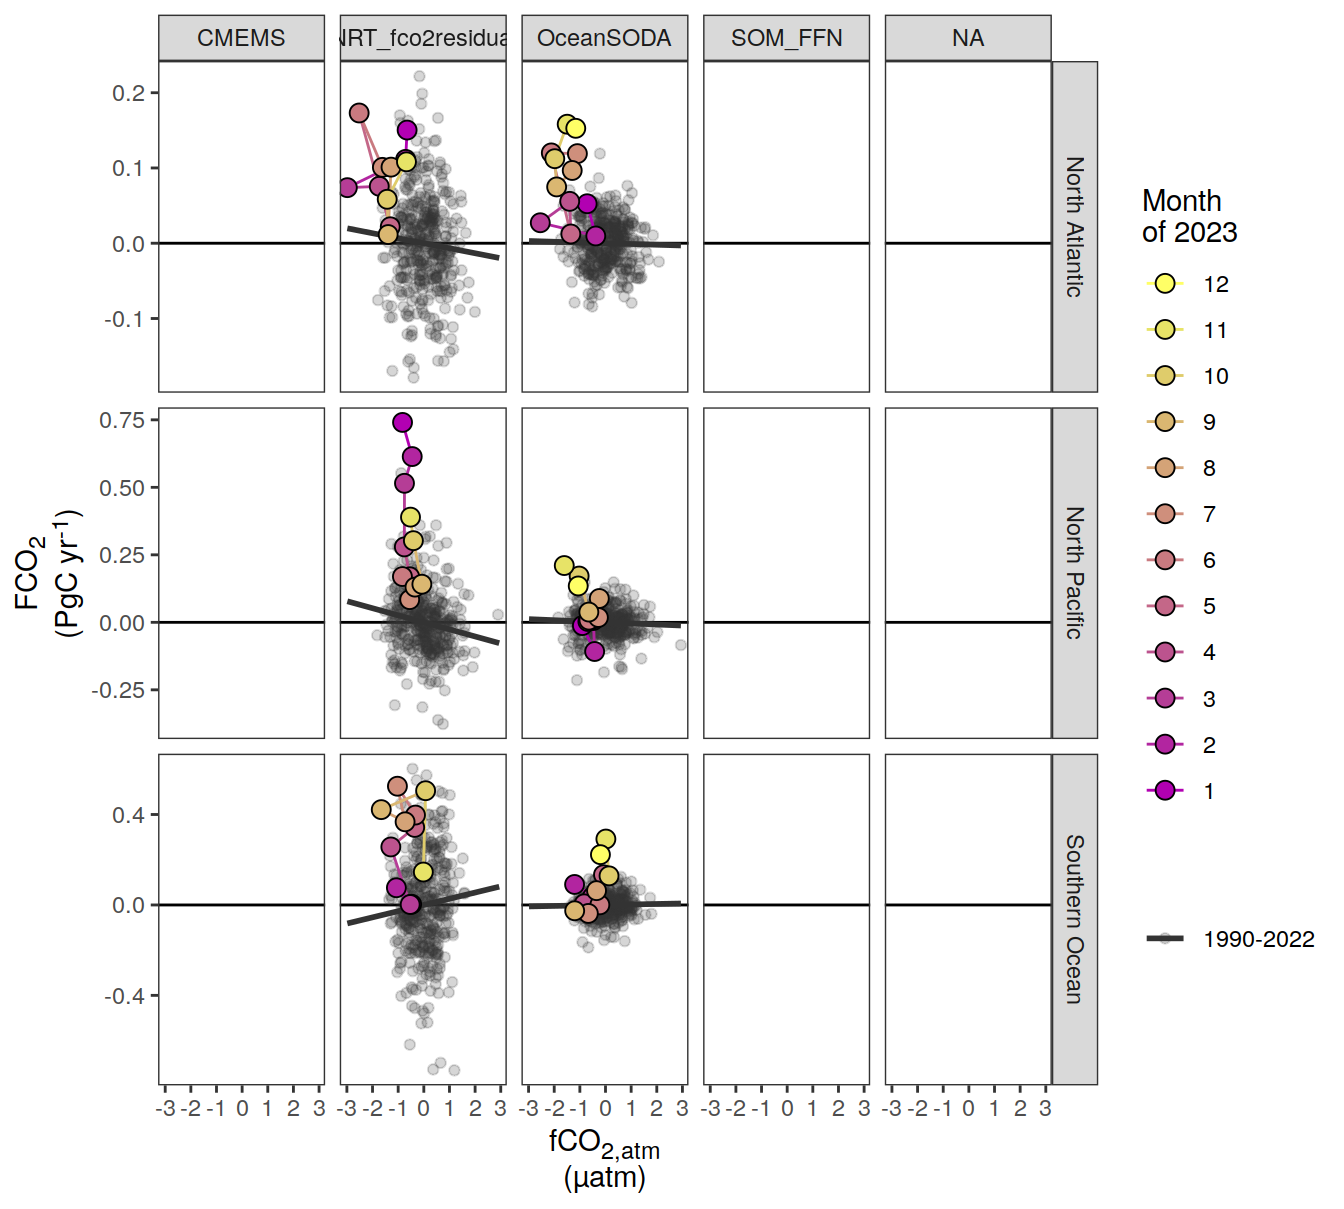 CMEMS NRT_fco2residua OceanSODA SOM_FFN NA
0.2
0.1
0.0
-0.1
North Atlantic
0.75
0.50
0.25
0.00
-0.25
North Pacific
0.4
0.0
-0.4
Southern Ocean
-3 -2 -1 0 1 2 3 -3 -2 -1 0 1 2 3 -3 -2 -1 0 1 2 3 -3 -2 -1 0 1 2 3 -3 -2 -1 0 1 2 3
FCO₂
(PgC yr⁻¹)
fCO₂,ₐₜₘ
(µatm)
Month
of 2023
12
11
10
9
8
7
6
5
4
3
2
1
1990-2022